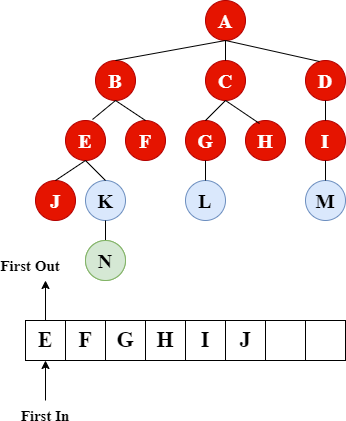 A
B C D
E F G H I
J K L M
N
First Out
E F G H I J
First In